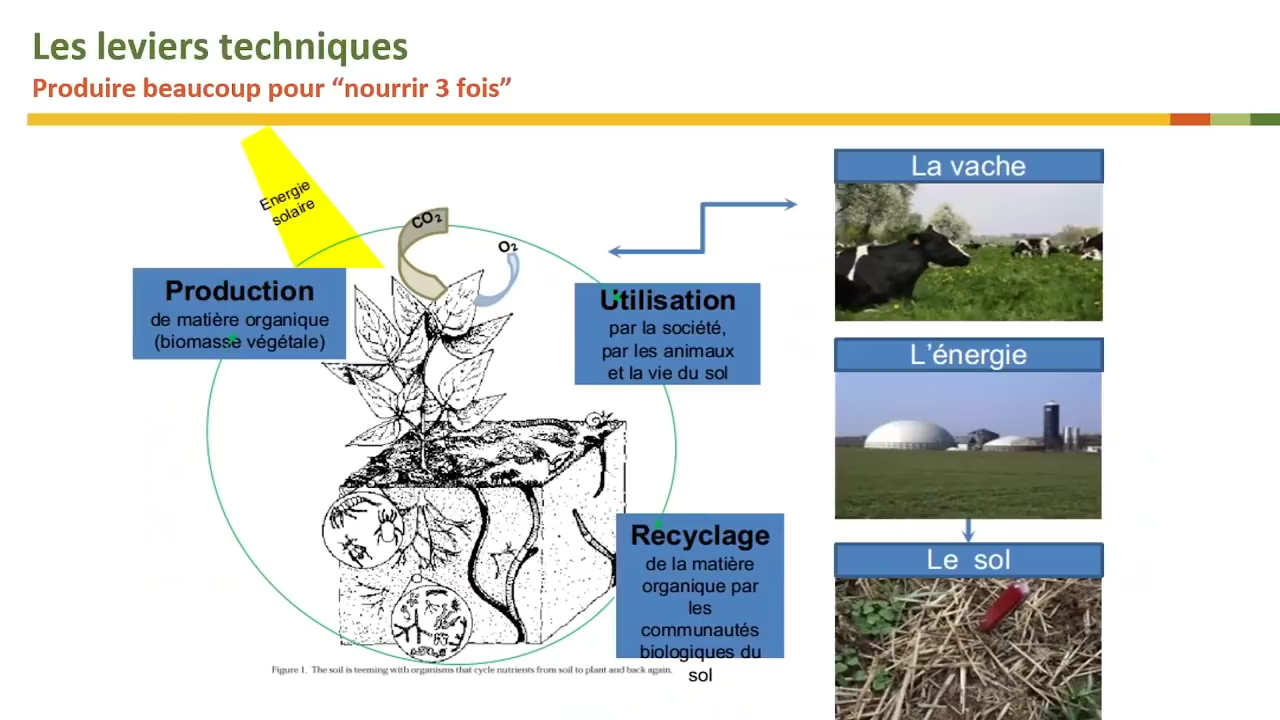 Les leviers techniques
Produire beaucoup pour “nourrir 3 fois”
Energie
solaire
CO2
O2
Production
de matière organique
(biomasse végétale)
Utilisation
par la société,
par les animaux
et la vie du sol
Recyclage
de la matière
organique par
les
communautés
biologiques du
sol
Figure 1. The soil is teeming with organisms that cycle nutrients from soil to plant and back again.
La vache
L’énergie
Le sol